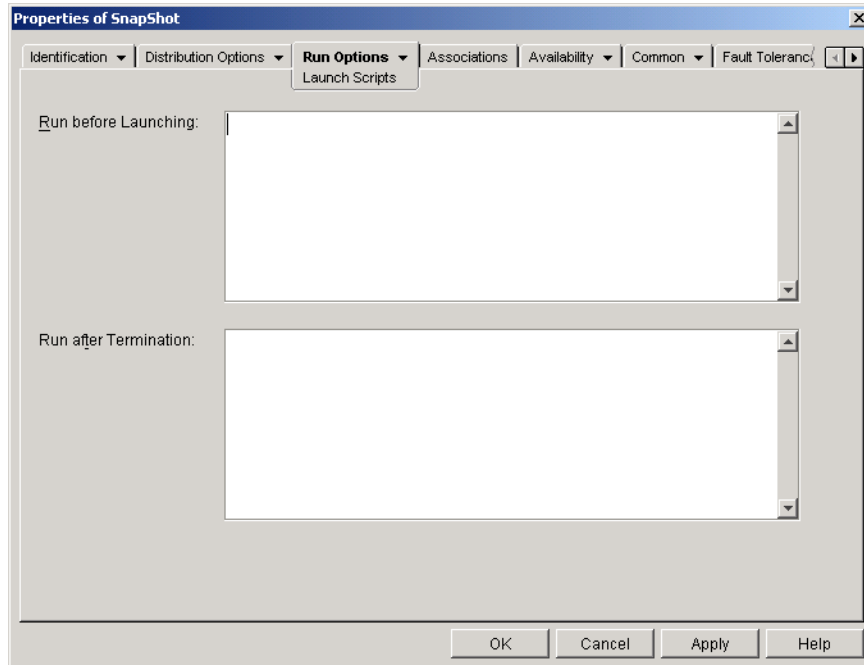 Properties of SnapShot
Identification Distribution Options Run Options Associations Availability Common Fault
Launch Scripts
Run before Launching:
Run after Termination:
OK Cancel Apply Help